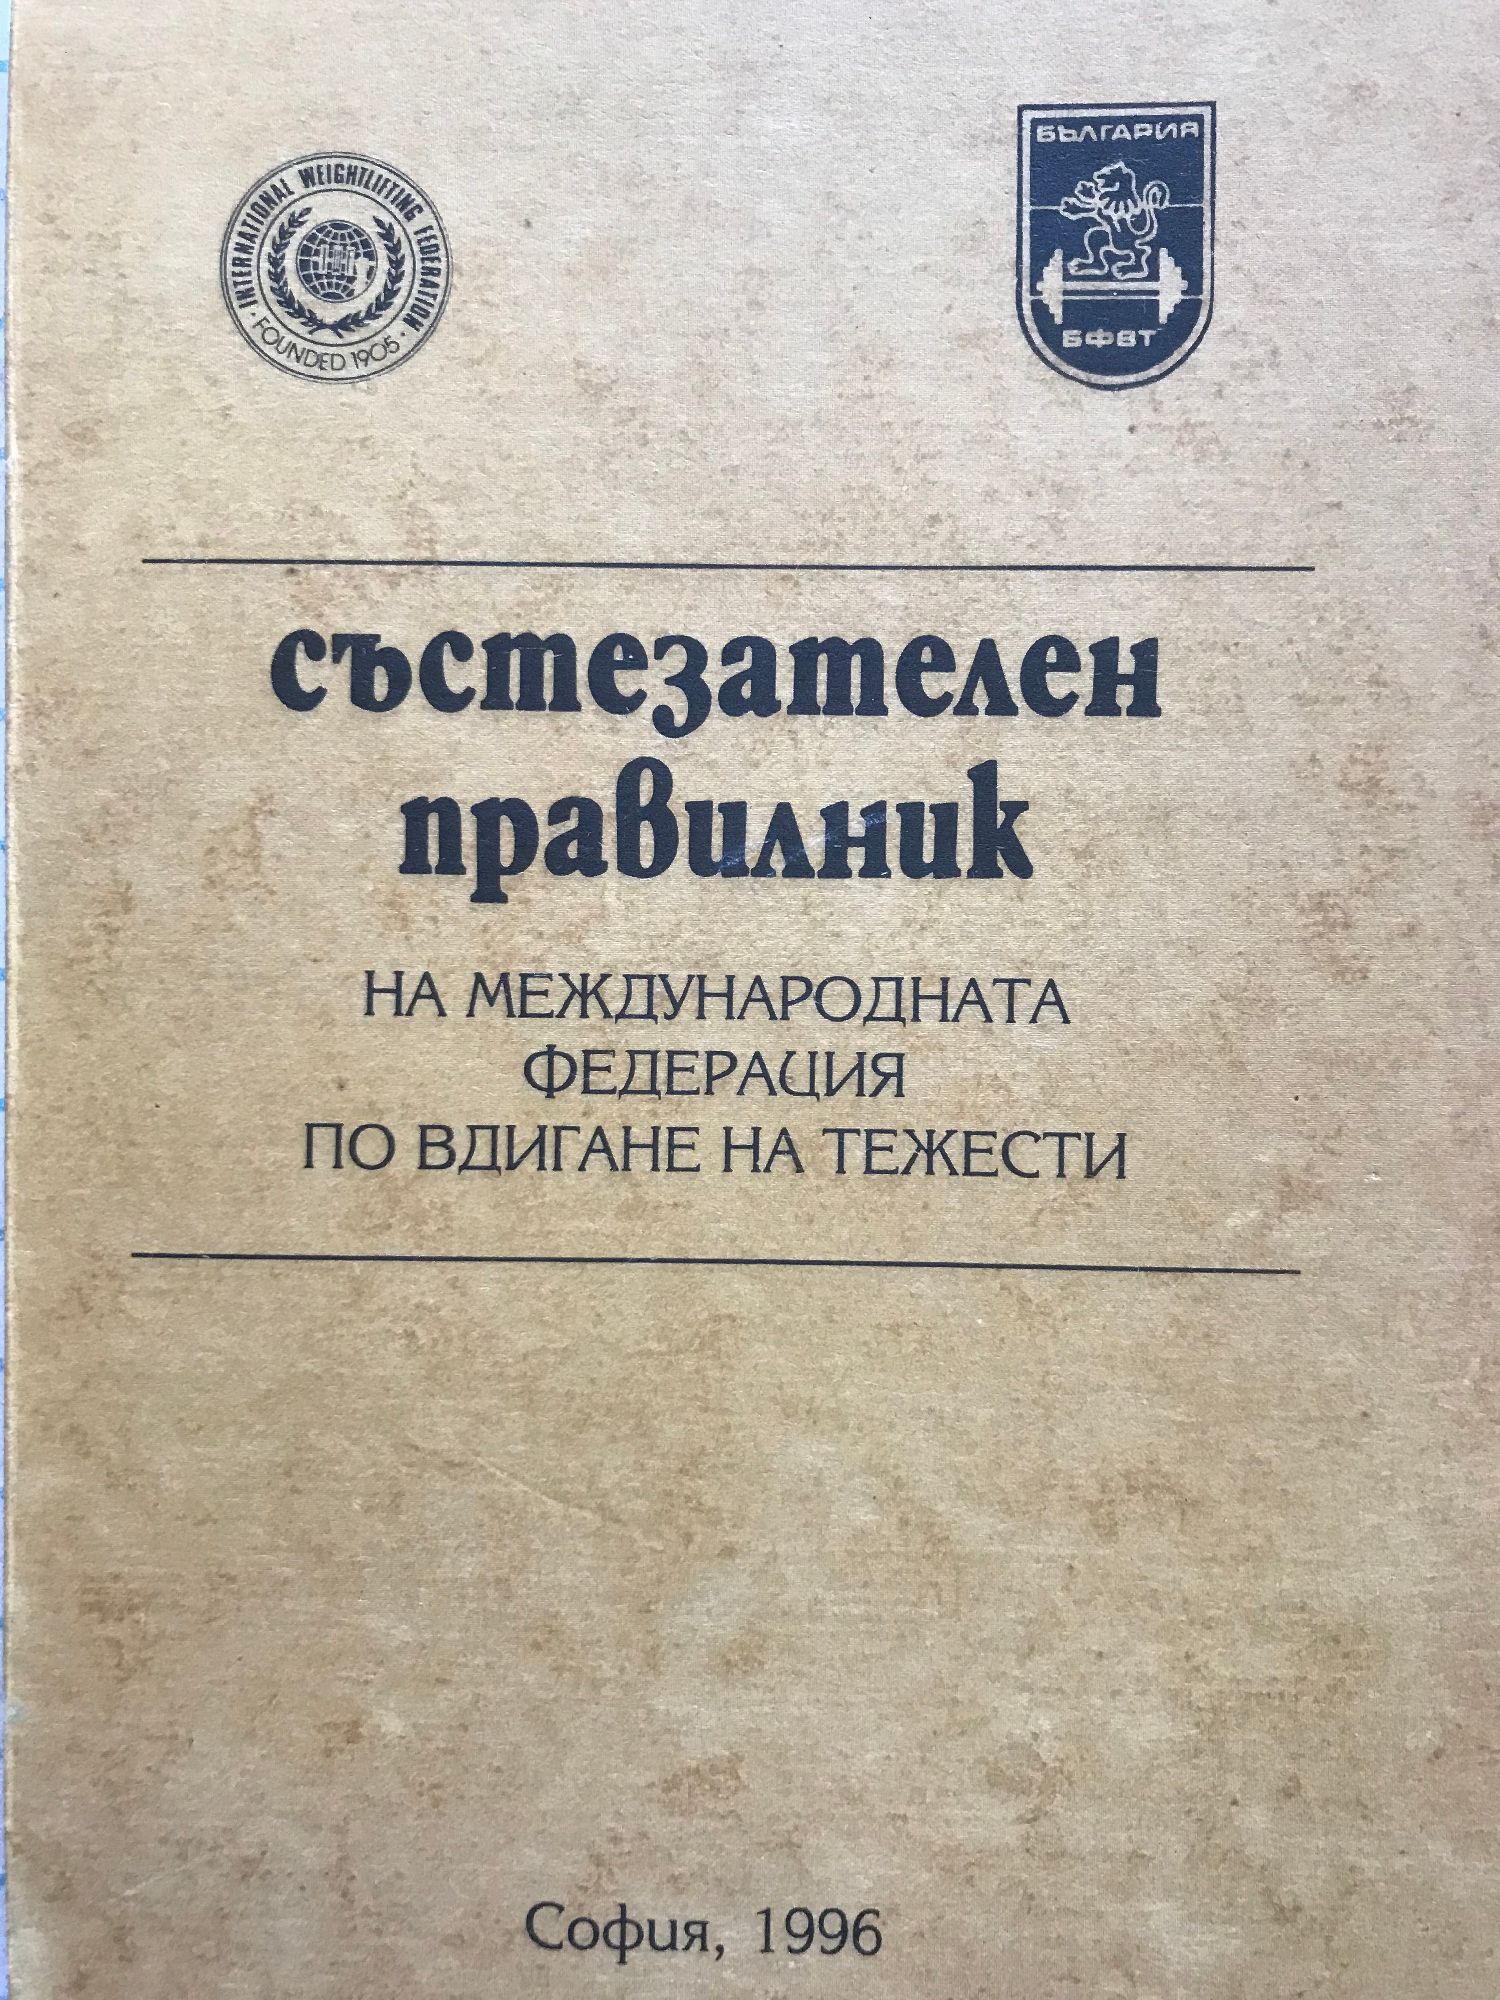 INTERNATIONAL WEIGHTLIFTING FEDERATION
· FOUNDED 1905 ·
БЪЛГАРИЯ
БФВТ
състезателен
правилник
НА МЕЖДУНАРОДНАТА
ФЕДЕРАЦИЯ
ПО ВДИГАНЕ НА ТЕЖЕСТИ
София, 1996